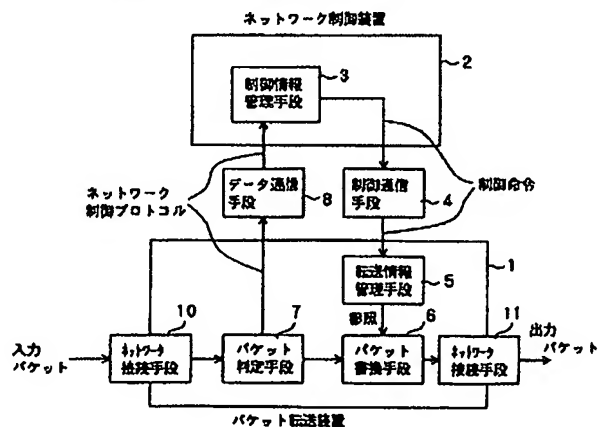 ネットワーク制御装置
2
3
制御情報
管理手段
ネットワーク
制御プロトコル
データ通信
手段
8
制御通信
手段
4
制御命令
転送情報
管理手段
5
1
参照
10
7
6
11
入力
パケット
ネットワーク
接続手段
パケット
判定手段
パケット
書換手段
ネットワーク
接続手段
出力
パケット
パケット転送装置